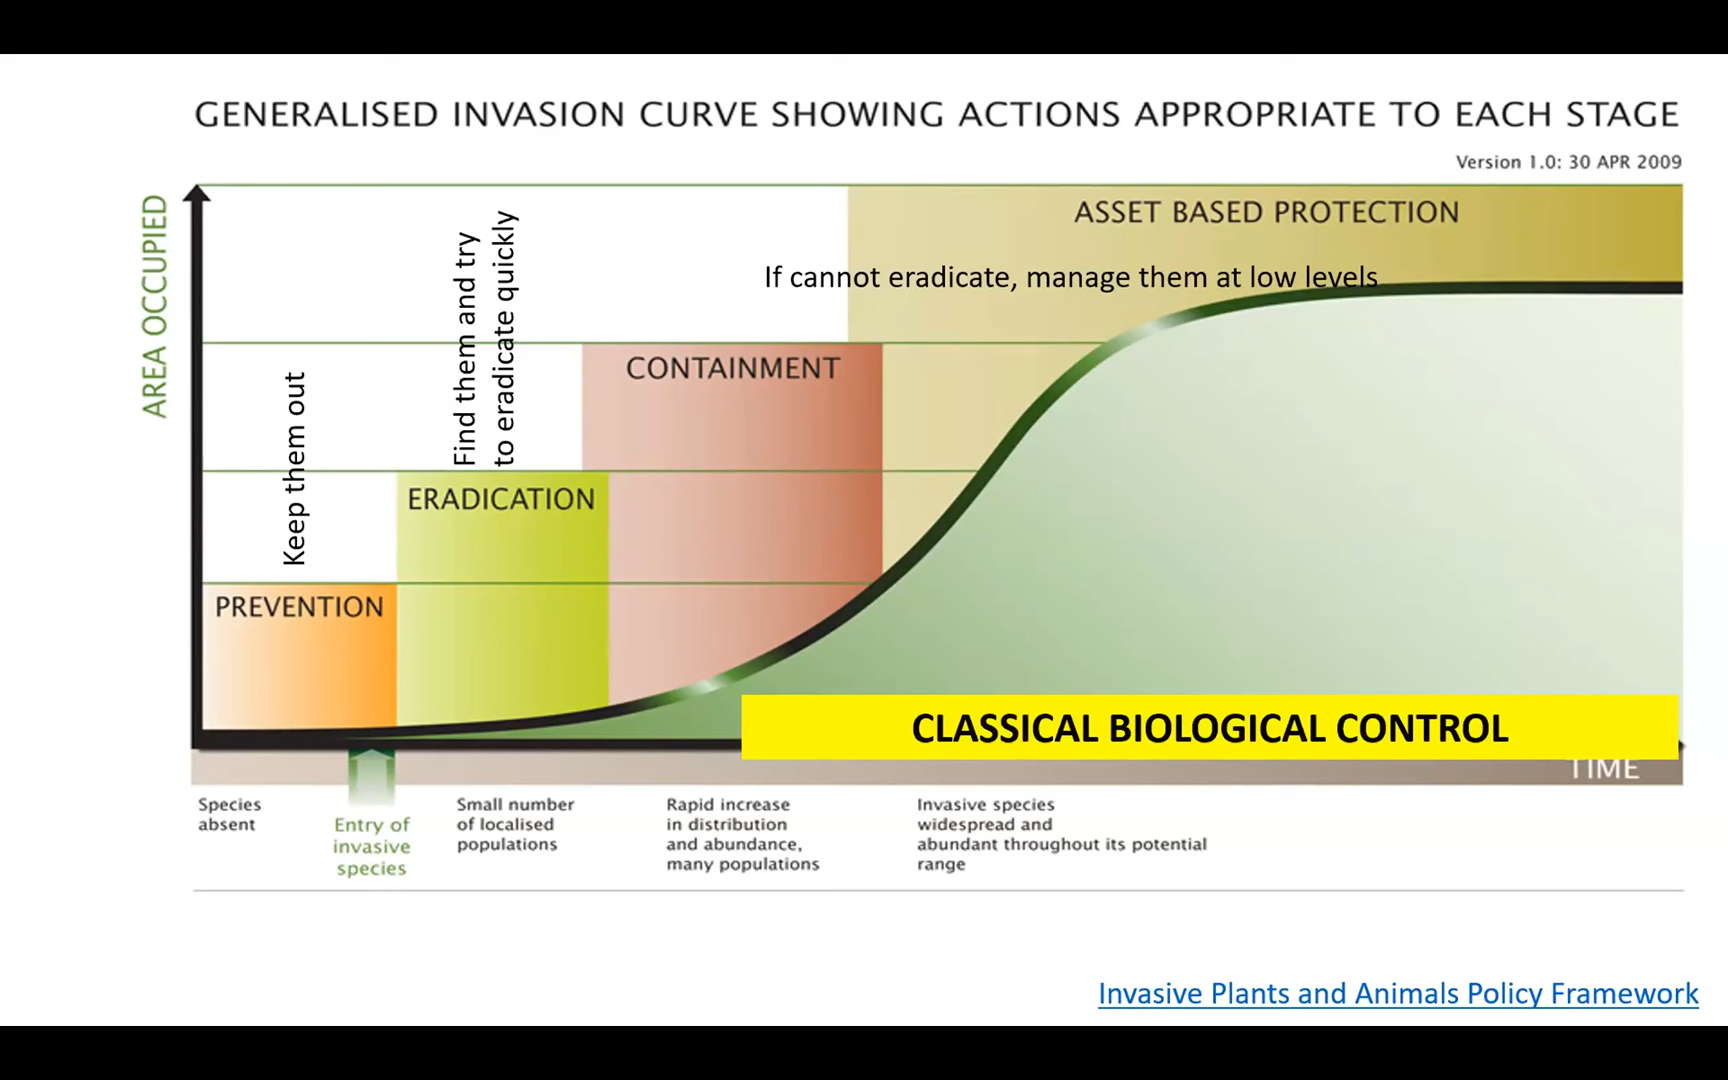 GENERALISED INVASION CURVE SHOWING ACTIONS APPROPRIATE TO EACH STAGE
Version 1.0: 30 APR 2009
AREA OCCUPIED
ASSET BASED PROTECTION
If cannot eradicate, manage them at low levels
Find them and try
to eradicate quickly
CONTAINMENT
Keep them out
ERADICATION
PREVENTION
CLASSICAL BIOLOGICAL CONTROL
TIME
Species
absent
Entry of
invasive
species
Small number
of localised
populations
Rapid increase
in distribution
and abundance,
many populations
Invasive species
widespread and
abundant throughout its potential
range
Invasive Plants and Animals Policy Framework